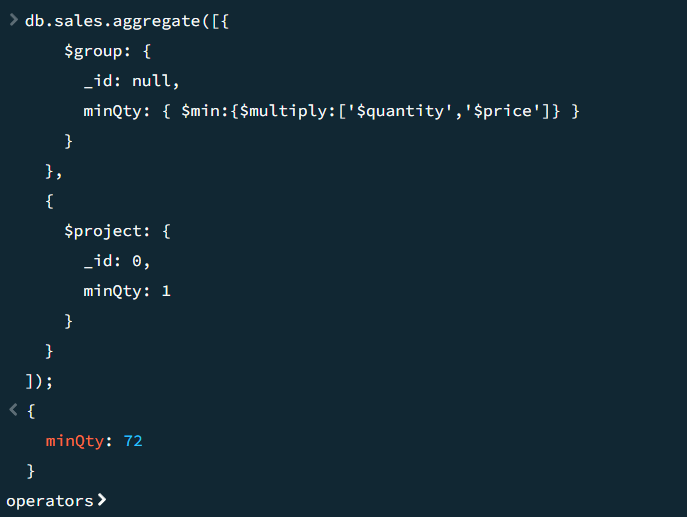 > db.sales.aggregate([{
    $group: {
      _id: null,
      minQty: { $min:{$multiply:['$quantity','$price']} }
    }
  },
  {
    $project: {
      _id: 0,
      minQty: 1
    }
  }
]);
< {
  minQty: 72
}
operators>